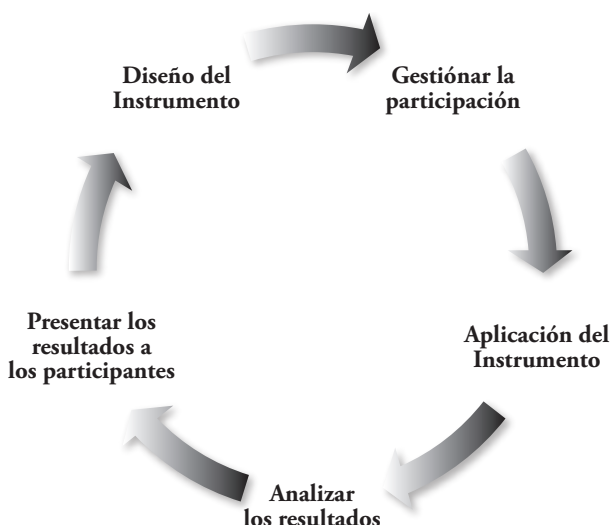 Diseño del
Instrumento
Gestiónar la
participación
Aplicación del
Instrumento
Analizar
los resultados
Presentar los
resultados a
los participantes